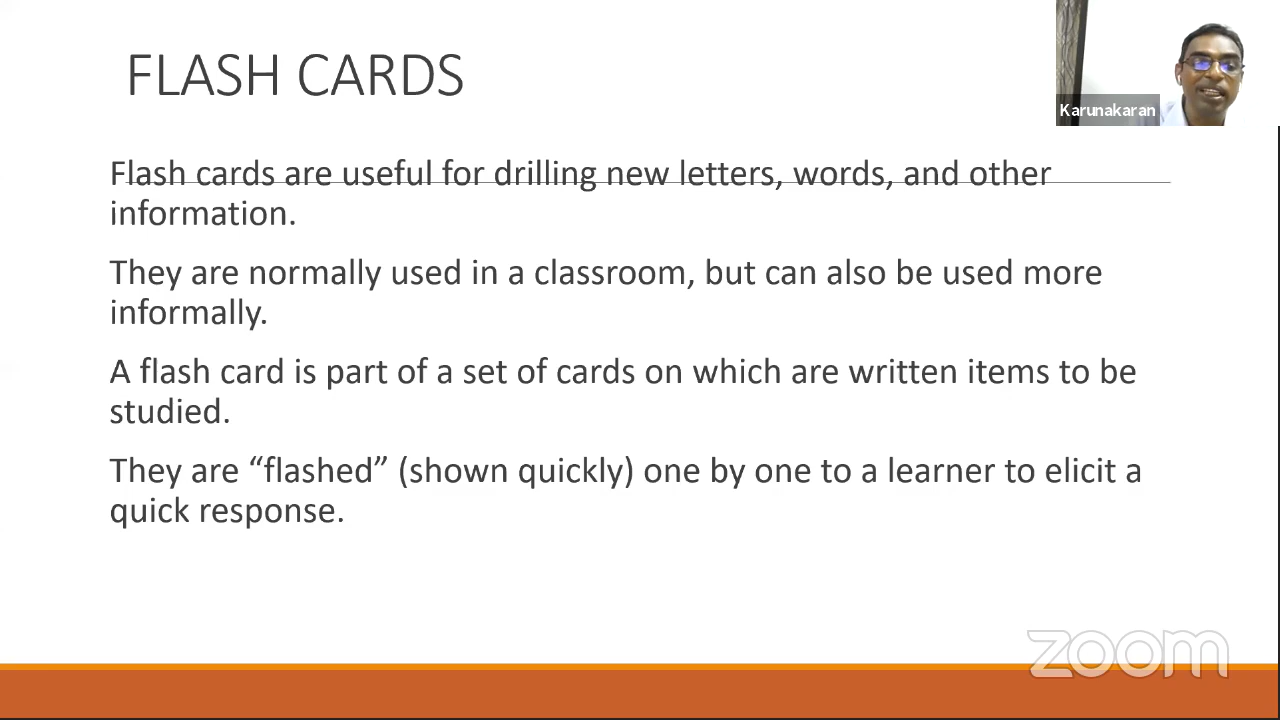 FLASH CARDS
Karunakaran
Flash cards are useful for drilling new letters, words, and other
information.
They are normally used in a classroom, but can also be used more
informally.
A flash card is part of a set of cards on which are written items to be
studied.
They are “flashed” (shown quickly) one by one to a learner to elicit a
quick response.
zoom